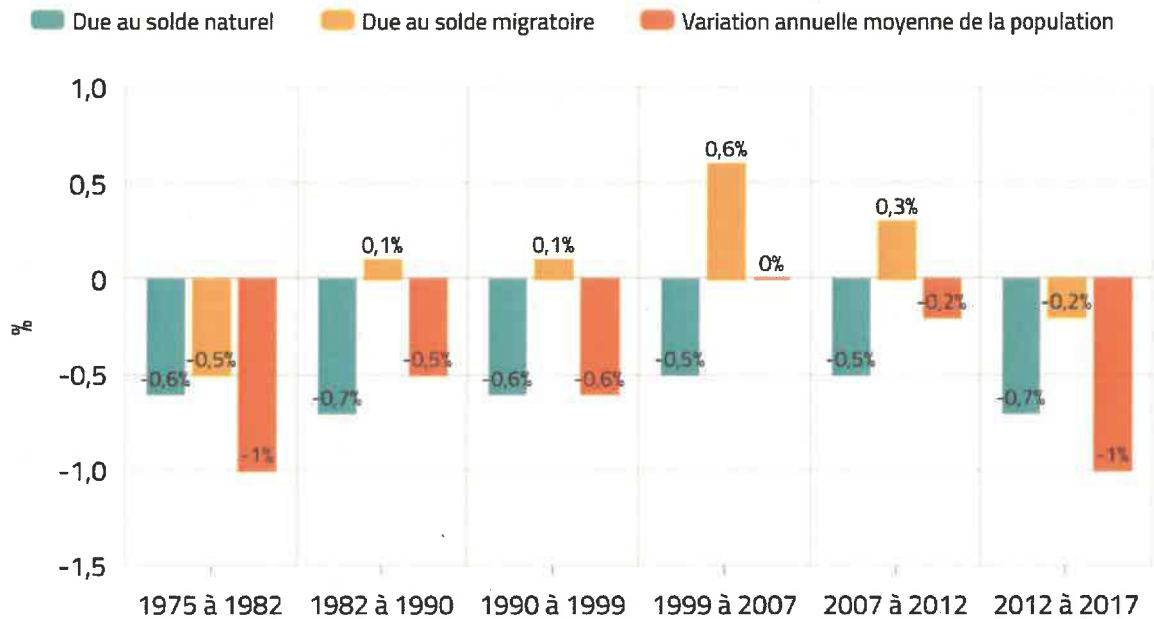 Due au solde naturel Due au solde migratoire Variation annuelle moyenne de la population
1,0
0,5
0
-0,5
-1,0
-1,5
%
-0,6% -0,5% -1%
-0,7% 0,1% -0,5%
-0,6% 0,1% -0,6%
-0,5% 0,6% 0%
-0,5% 0,3% -0,2%
-0,7% -0,2% -1%
1975 à 1982 1982 à 1990 1990 à 1999 1999 à 2007 2007 à 2012 2012 à 2017